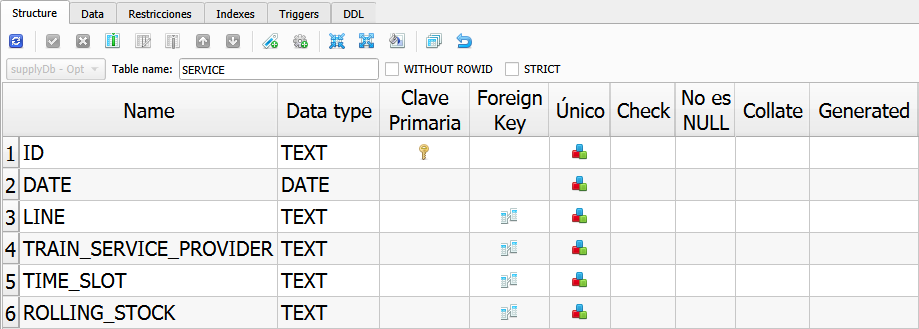 Structure Data Restricciones Indexes Triggers DDL
supplyDb - Opt Table name: SERVICE WITHOUT ROWID STRICT
Name Data type Clave Primaria Foreign Key Único Check No es NULL Collate Generated
1 ID TEXT
2 DATE DATE
3 LINE TEXT
4 TRAIN_SERVICE_PROVIDER TEXT
5 TIME_SLOT TEXT
6 ROLLING_STOCK TEXT